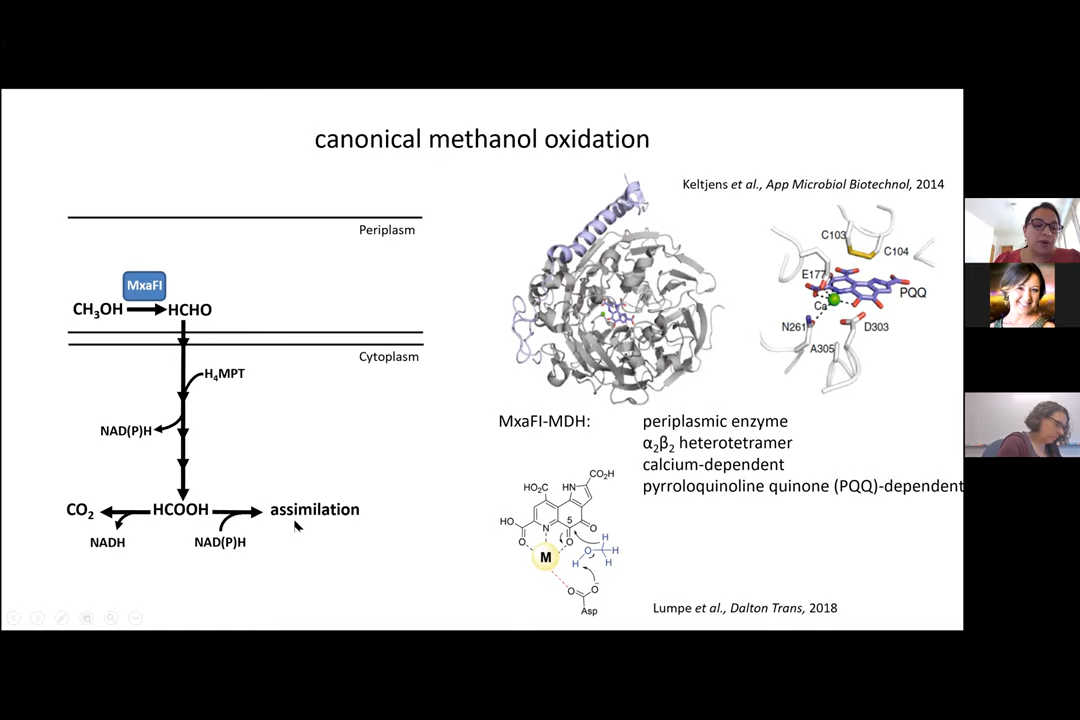 canonical methanol oxidation
Keltjens et al., App Microbiol Biotechnol, 2014
Periplasm
MxaFI
CH₃OH
HCHO
Cytoplasm
H₄MPT
NAD(P)H
CO₂
HCOOH
assimilation
NADH
NAD(P)H
C103
C104
E177
PQQ
Ca
N261
D303
A305
MxaFI-MDH:
periplasmic enzyme
α₂β₂ heterotetramer
calcium-dependent
pyrroloquinoline quinone (PQQ)-dependent
CO₂H
HO₂C
HN
5
HO
N
O
O
O
M
H
O
H
H
H
O
O⁻
Asp
Lumpe et al., Dalton Trans, 2018